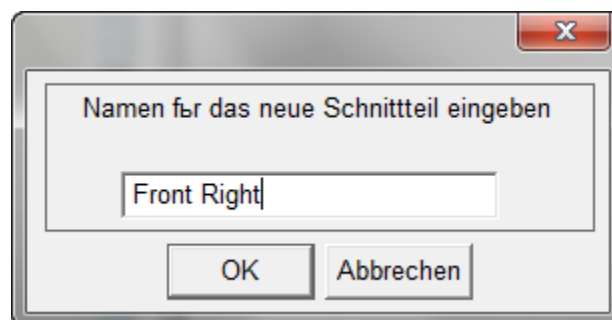 Namen fьr das neue Schnittteil eingeben
Front Right
OK Abbrechen